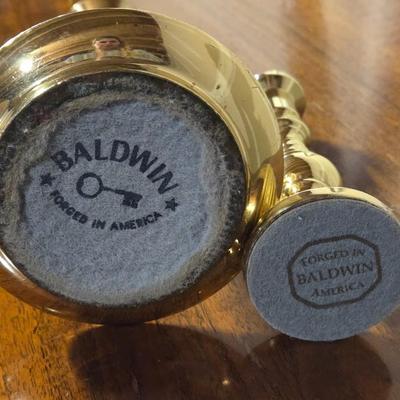 BALDWIN
★ FORGED IN AMERICA ★
FORGED IN
BALDWIN
AMERICA